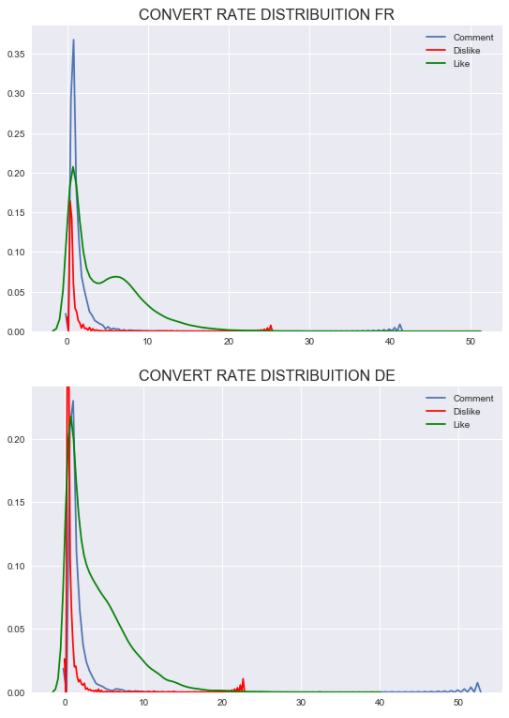 CONVERT RATE DISTRIBUITION FR
Comment
Dislike
Like
0.35
0.30
0.25
0.20
0.15
0.10
0.05
0.00
0 10 20 30 40 50
CONVERT RATE DISTRIBUITION DE
Comment
Dislike
Like
0.20
0.15
0.10
0.05
0.00
0 10 20 30 40 50